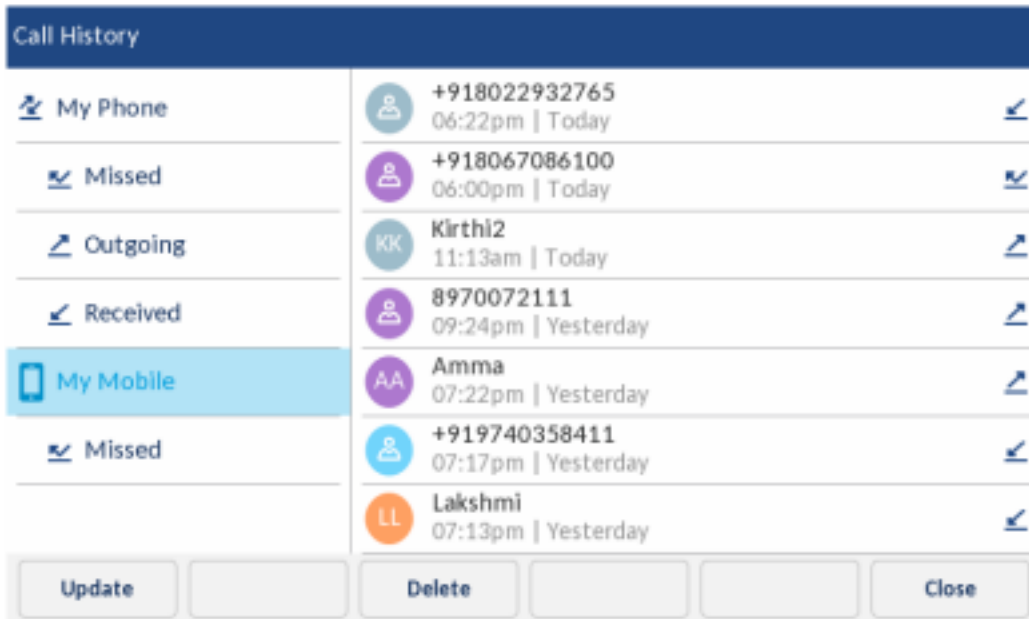 Call History
My Phone
Missed
Outgoing
Received
My Mobile
Missed
+918022932765
06:22pm | Today
+918067086100
06:00pm | Today
KK
Kirthi2
11:13am | Today
8970072111
09:24pm | Yesterday
AA
Amma
07:22pm | Yesterday
+919740358411
07:17pm | Yesterday
LL
Lakshmi
07:13pm | Yesterday
Update
Delete
Close